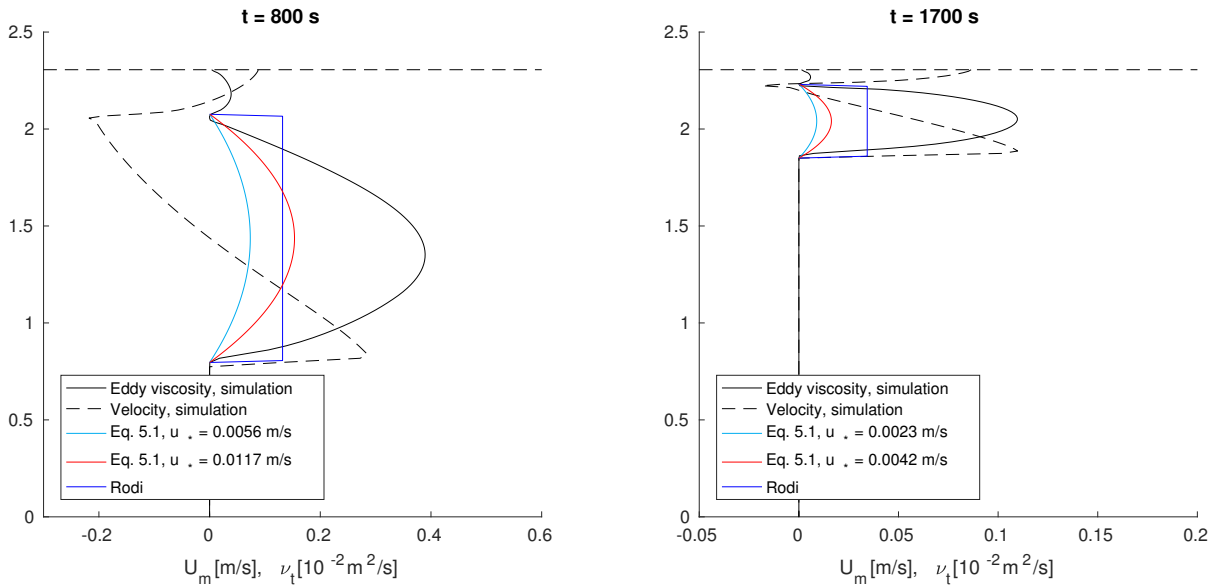 t = 800 s
2.5
2
1.5
1
0.5
0
-0.2
0
0.2
0.4
0.6
U_m[m/s], ν_t[10^-2 m^2/s]
Eddy viscosity, simulation
Velocity, simulation
Eq. 5.1, u_* = 0.0056 m/s
Eq. 5.1, u_* = 0.0117 m/s
Rodi
t = 1700 s
2.5
2
1.5
1
0.5
0
-0.05
0
0.05
0.1
0.15
0.2
U_m[m/s], ν_t[10^-2 m^2/s]
Eddy viscosity, simulation
Velocity, simulation
Eq. 5.1, u_* = 0.0023 m/s
Eq. 5.1, u_* = 0.0042 m/s
Rodi